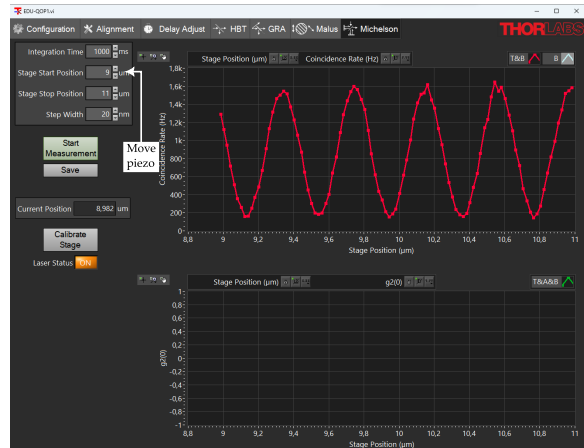 EDU-QOP1.vi
Configuration Alignment Delay Adjust HBT GRA Malus Michelson
THORLABS
Integration Time 1000 ms
Stage Start Position 9 um
Stage Stop Position 11 um
Step Width 20 nm
Move
piezo
Start
Measurement
Save
Current Position 8,982 um
Calibrate
Stage
Laser Status ON
Stage Position (µm) Coincidence Rate (Hz) T&B B
Coincidence Rate (Hz)
1,8k
1,6k
1,4k
1,2k
1k
800
600
400
200
0
8,8 9 9,2 9,4 9,6 9,8 10 10,2 10,4 10,6 10,8 11
Stage Position (µm)
Stage Position (µm) g2(0) T&A&B
g2(0)
1
0,8
0,6
0,4
0,2
0
-0,2
-0,4
-0,6
-0,8
-1
8,8 9 9,2 9,4 9,6 9,8 10 10,2 10,4 10,6 10,8 11
Stage Position (µm)